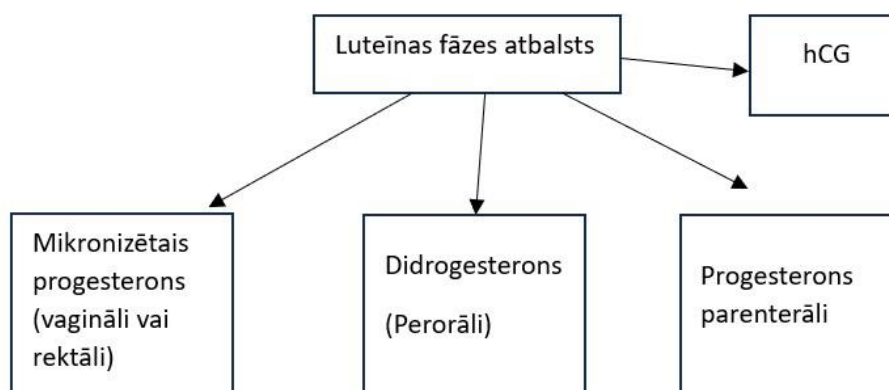 Luteīnas fāzes atbalsts
hCG
Mikronizētais
progesterons
(vagināli vai
rektāli)
Didrogesterons
(Perorāli)
Progesterons
parenterāli